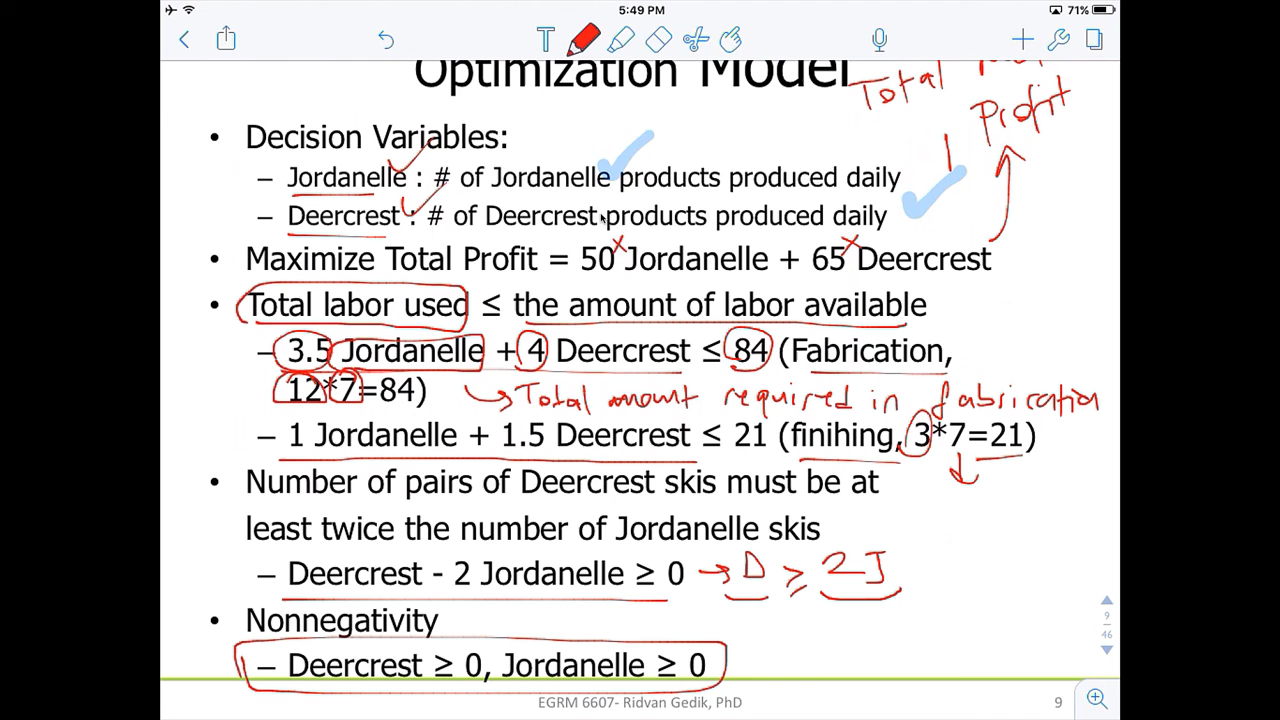 5:49 PM
71%
T
Optimization Model
Total
Profit
• Decision Variables:
– Jordanelle : # of Jordanelle products produced daily
– Deercrest : # of Deercrest products produced daily
• Maximize Total Profit = 50 x Jordanelle + 65 x Deercrest
• Total labor used ≤ the amount of labor available
– 3.5 Jordanelle + 4 Deercrest ≤ 84 (Fabrication,
12*7=84)
↳ Total amount required in fabrication
– 1 Jordanelle + 1.5 Deercrest ≤ 21 (finihing, 3*7=21)
• Number of pairs of Deercrest skis must be at
least twice the number of Jordanelle skis
– Deercrest - 2 Jordanelle ≥ 0 → D ≥ 2J
• Nonnegativity
– Deercrest ≥ 0, Jordanelle ≥ 0
9
46
EGRM 6607- Ridvan Gedik, PhD
9